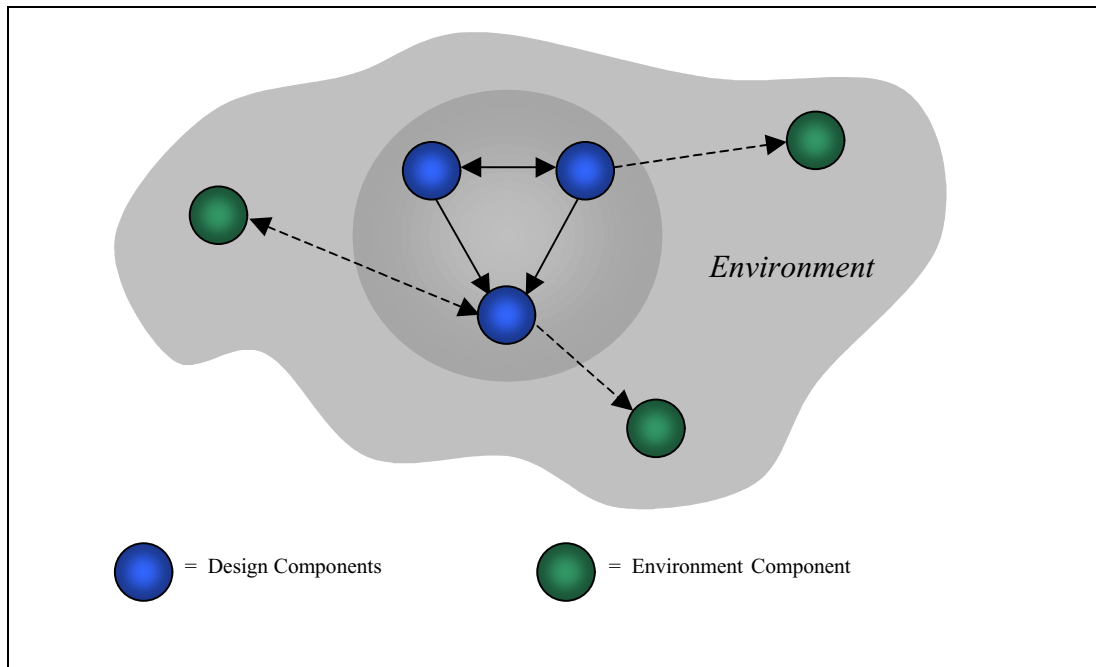 Environment
= Design Components
= Environment Component